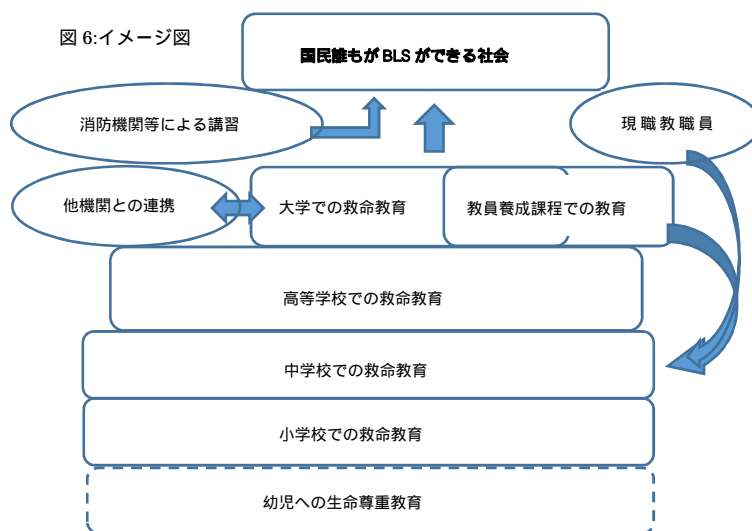 図 6:イメージ図
国民誰もが BLS ができる社会
消防機関等による講習
現職教職員
他機関との連携
大学での救命教育
教員養成課程での教育
高等学校での救命教育
中学校での救命教育
小学校での救命教育
幼児への生命尊重教育